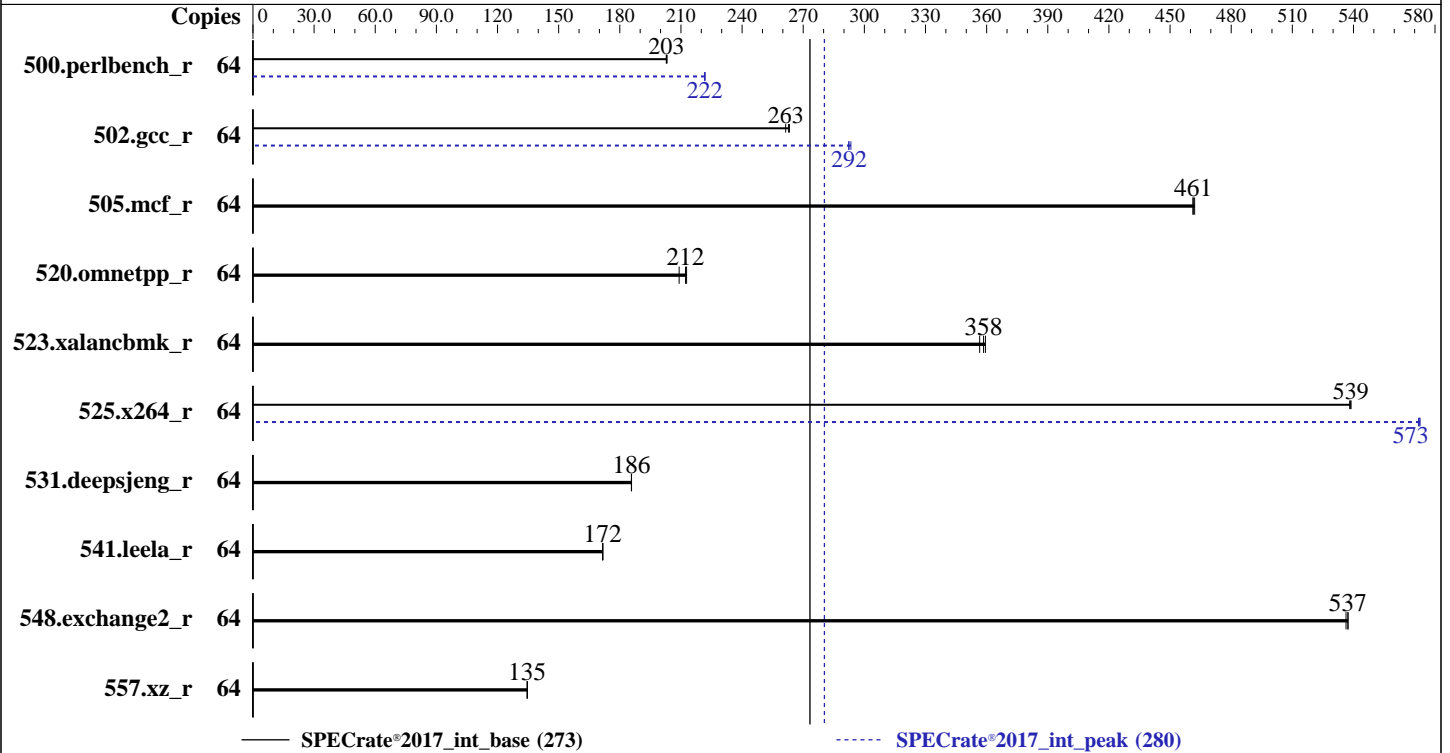 Copies 0 30.0 60.0 90.0 120 150 180 210 240 270 300 330 360 390 420 450 480 510 540 580
203
500.perlbench_r 64
222
263
502.gcc_r 64
292
461
505.mcf_r 64
212
520.omnetpp_r 64
358
523.xalancbmk_r 64
539
525.x264_r 64
573
186
531.deepsjeng_r 64
172
541.leela_r 64
537
548.exchange2_r 64
135
557.xz_r 64
SPECrate®2017_int_base (273) SPECrate®2017_int_peak (280)